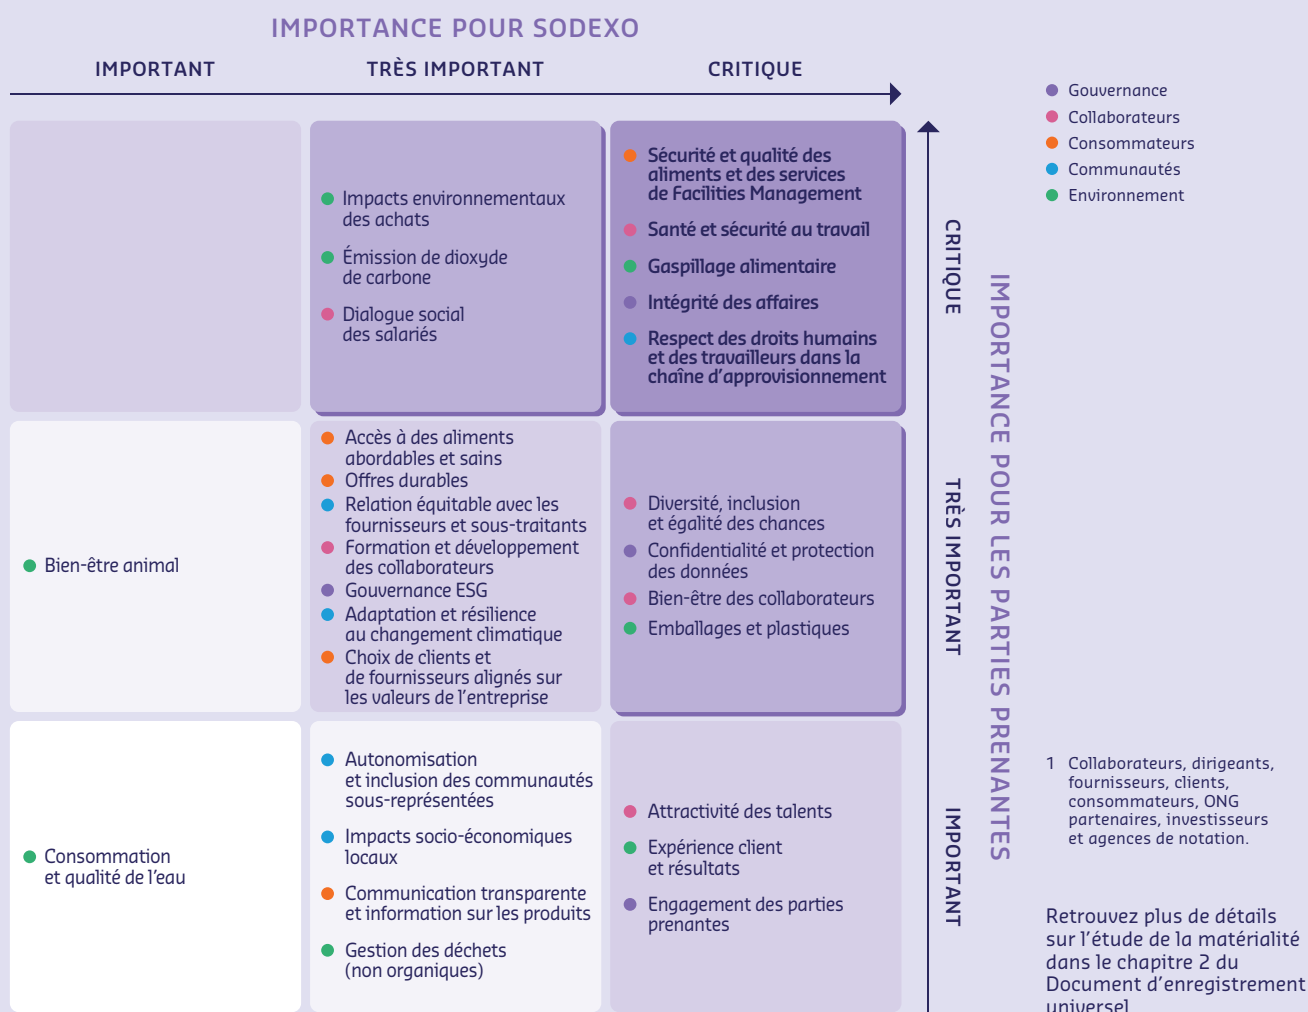 IMPORTANCE POUR SODEXO
IMPORTANT
TRÈS IMPORTANT
CRITIQUE
Impacts environnementaux
des achats
Émission de dioxyde
de carbone
Dialogue social
des salariés
Sécurité et qualité des
aliments et des services
de Facilities Management
Santé et sécurité au travail
Gaspillage alimentaire
Intégrité des affaires
Respect des droits humains
et des travailleurs dans la
chaîne d’approvisionnement
Bien-être animal
Accès à des aliments
abordables et sains
Offres durables
Relation équitable avec les
fournisseurs et sous-traitants
Formation et développement
des collaborateurs
Gouvernance ESG
Adaptation et résilience
au changement climatique
Choix de clients et
de fournisseurs alignés sur
les valeurs de l’entreprise
Diversité, inclusion
et égalité des chances
Confidentialité et protection
des données
Bien-être des collaborateurs
Emballages et plastiques
Consommation
et qualité de l’eau
Autonomisation
et inclusion des communautés
sous-représentées
Impacts socio-économiques
locaux
Communication transparente
et information sur les produits
Gestion des déchets
(non organiques)
Attractivité des talents
Expérience client
et résultats
Engagement des parties
prenantes
CRITIQUE
TRÈS IMPORTANT
IMPORTANT
IMPORTANCE POUR LES PARTIES PRENANTES
Gouvernance
Collaborateurs
Consommateurs
Communautés
Environnement
1 Collaborateurs, dirigeants,
fournisseurs, clients,
consommateurs, ONG
partenaires, investisseurs
et agences de notation.
Retrouvez plus de détails
sur l’étude de la matérialité
dans le chapitre 2 du
Document d’enregistrement
universel